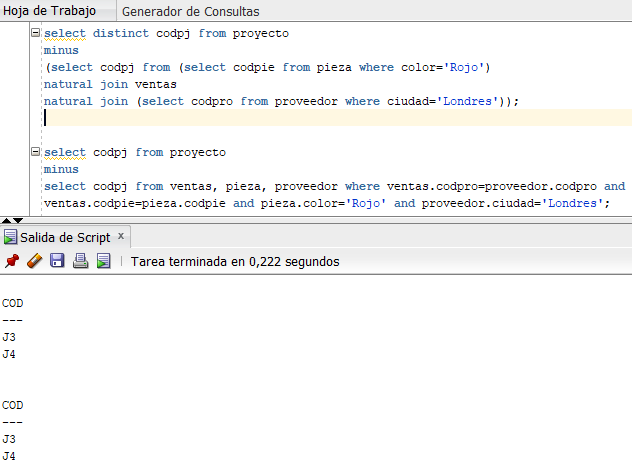 Hoja de Trabajo Generador de Consultas
select distinct codpj from proyecto
minus
(select codpj from (select codpie from pieza where color='Rojo')
natural join ventas
natural join (select codpro from proveedor where ciudad='Londres'));
select codpj from proyecto
minus
select codpj from ventas, pieza, proveedor where ventas.codpro=proveedor.codpro and
ventas.codpie=pieza.codpie and pieza.color='Rojo' and proveedor.ciudad='Londres';
Salida de Script x
Tarea terminada en 0,222 segundos
COD
---
J3
J4
COD
---
J3
J4